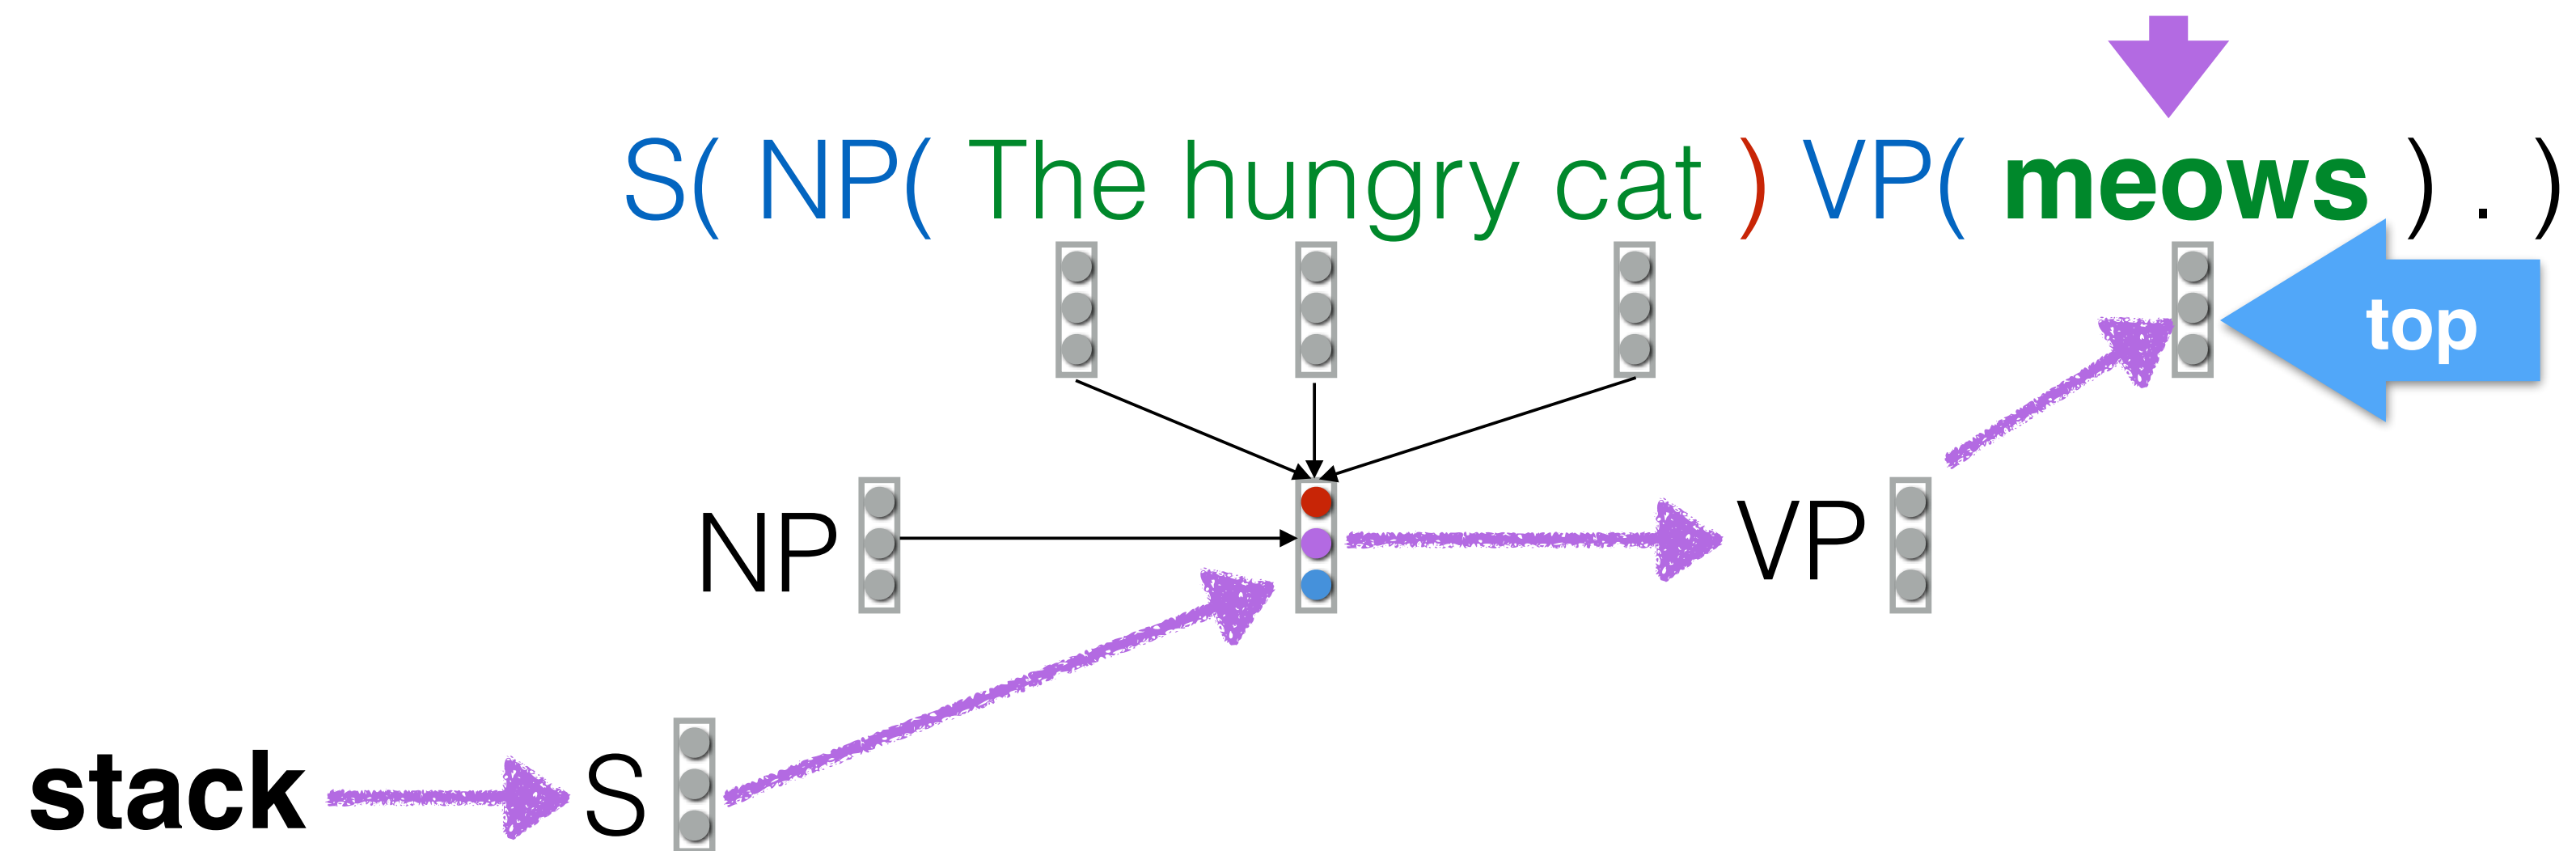 S( NP( The hungry cat ) VP( meows ) . )
top
NP
VP
stack
S